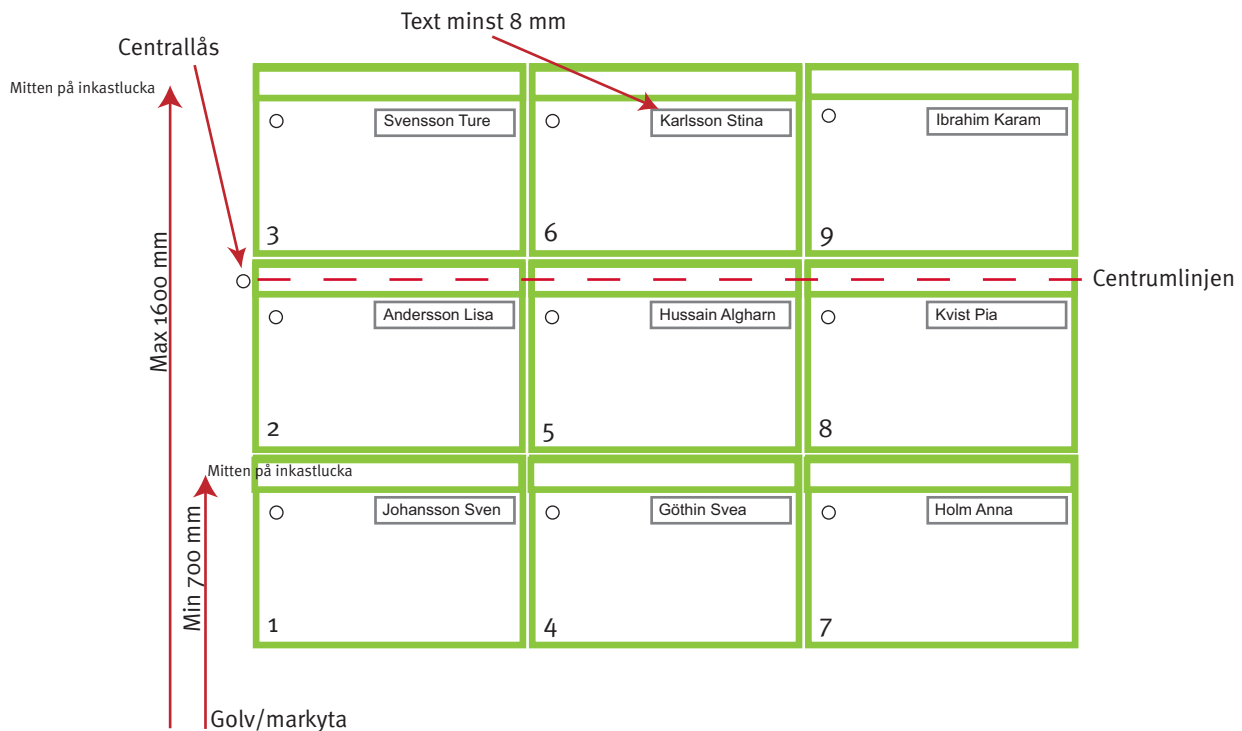 Text minst 8 mm
Centrallås
Mitten på inkastlucka
Svensson Ture
Karlsson Stina
Ibrahim Karam
3
6
9
Max 1600 mm
Centrumlinjen
Andersson Lisa
Hussain Algharn
Kvist Pia
2
5
8
Mitten på inkastlucka
Min 700 mm
Johansson Sven
Göthin Svea
Holm Anna
1
4
7
Golv/markyta